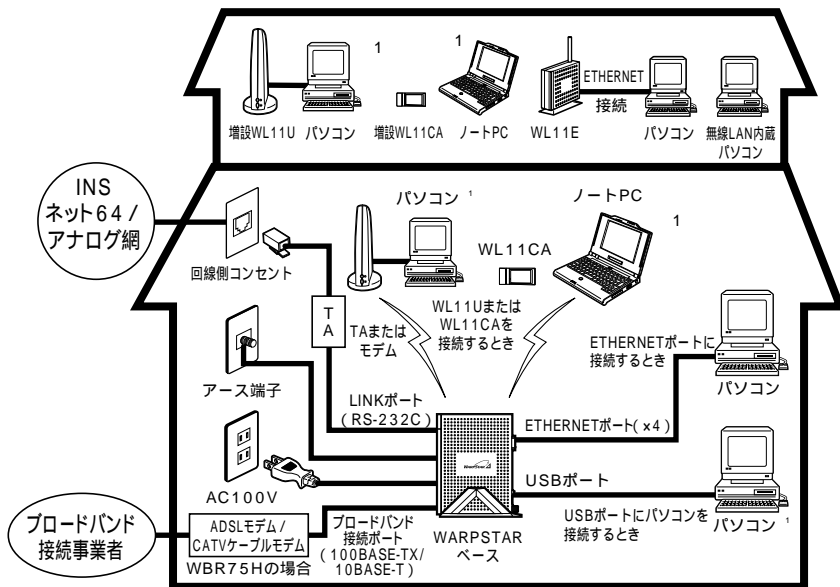 1
1
ETHERNET
接続
増設WL11U
パソコン
増設WL11CA
ノートPC
WL11E
パソコン
無線LAN内蔵
パソコン
INS
ネット64/
アナログ網
回線側コンセント
パソコン 1
ノートPC
1
WL11CA
TA
TAまたは
モデム
WL11Uまたは
WL11CAを
接続するとき
ETHERNETポートに
接続するとき
パソコン
アース端子
LINKポート
(RS-232C)
ETHERNETポート(x4)
AC100V
WARPSTAR Δ
USBポート
USBポートにパソコンを
接続するとき
パソコン 1
ブロードバンド
接続事業者
ADSLモデム/
CATVケーブルモデム
WBR75Hの場合
ブロードバンド
接続ポート
(100BASE-TX/
10BASE-T)
WARPSTAR
ベース